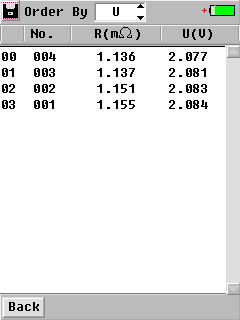 Order By U
No. R(mΩ) U(V)
00 004 1.136 2.077
01 003 1.137 2.081
02 002 1.151 2.083
03 001 1.155 2.084
Back